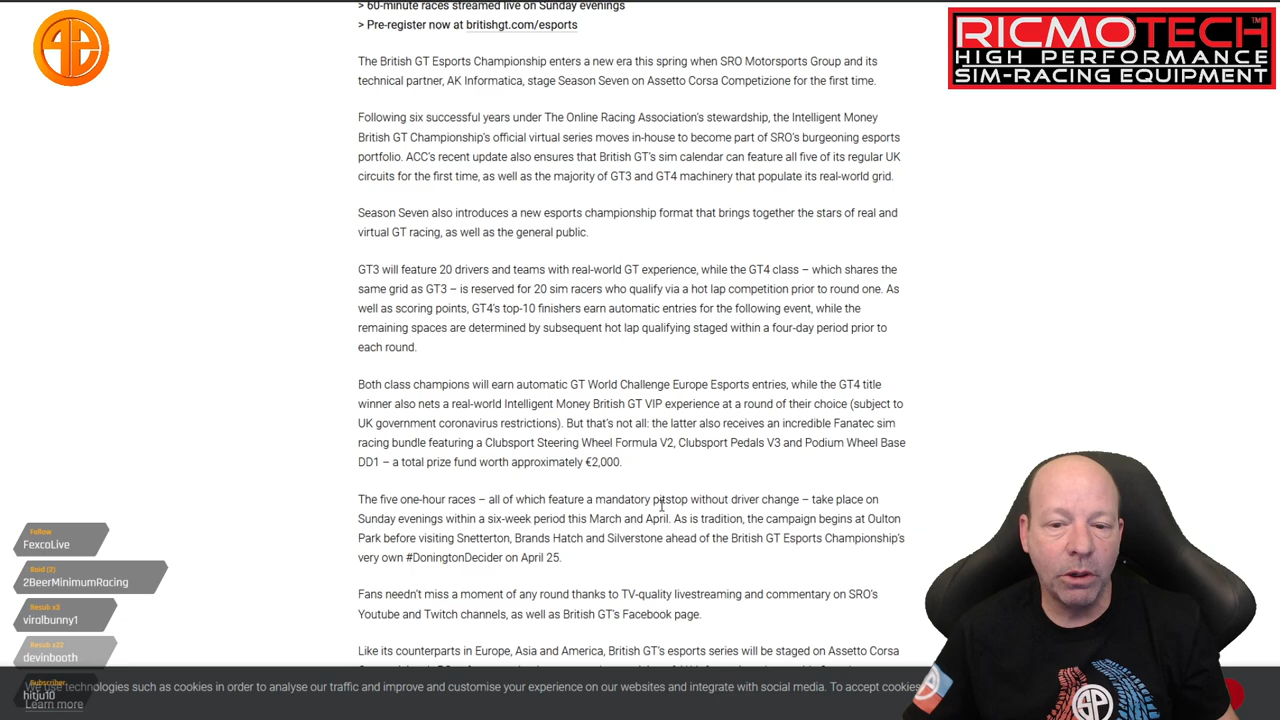 > 60-minute races streamed live on Sunday evenings
> Pre-register now at britishgt.com/esports
RICMOTECH™
HIGH PERFORMANCE
SIM-RACING EQUIPMENT
The British GT Esports Championship enters a new era this spring when SRO Motorsports Group and its
technical partner, AK Informatica, stage Season Seven on Assetto Corsa Competizione for the first time.
Following six successful years under The Online Racing Association's stewardship, the Intelligent Money
British GT Championship's official virtual series moves in-house to become part of SRO's burgeoning esports
portfolio. ACC's recent update also ensures that British GT's sim calendar can feature all five of its regular UK
circuits for the first time, as well as the majority of GT3 and GT4 machinery that populate its real-world grid.
Season Seven also introduces a new esports championship format that brings together the stars of real and
virtual GT racing, as well as the general public.
GT3 will feature 20 drivers and teams with real-world GT experience, while the GT4 class – which shares the
same grid as GT3 – is reserved for 20 sim racers who qualify via a hot lap competition prior to round one. As
well as scoring points, GT4's top-10 finishers earn automatic entries for the following event, while the
remaining spaces are determined by subsequent hot lap qualifying staged within a four-day period prior to
each round.
Both class champions will earn automatic GT World Challenge Europe Esports entries, while the GT4 title
winner also nets a real-world Intelligent Money British GT VIP experience at a round of their choice (subject to
UK government coronavirus restrictions). But that's not all: the latter also receives an incredible Fanatec sim
racing bundle featuring a Clubsport Steering Wheel Formula V2, Clubsport Pedals V3 and Podium Wheel Base
DD1 – a total prize fund worth approximately €2,000.
The five one-hour races – all of which feature a mandatory pitstop without driver change – take place on
Sunday evenings within a six-week period this March and April. As is tradition, the campaign begins at Oulton
Park before visiting Snetterton, Brands Hatch and Silverstone ahead of the British GT Esports Championship's
very own #DoningtonDecider on April 25.
Fans needn't miss a moment of any round thanks to TV-quality livestreaming and commentary on SRO's
Youtube and Twitch channels, as well as British GT's Facebook page.
Like its counterparts in Europe, Asia and America, British GT's esports series will be staged on Assetto Corsa
Follow
FexcoLive
Raid (2)
2BeerMinimumRacing
Resub x3
viralbunny1
Resub x22
devinbooth
Subscriber
hitju10
We use technologies such as cookies in order to analyse our traffic and improve and customise your experience on our websites and integrate with social media. To accept cookies
Learn more
SP